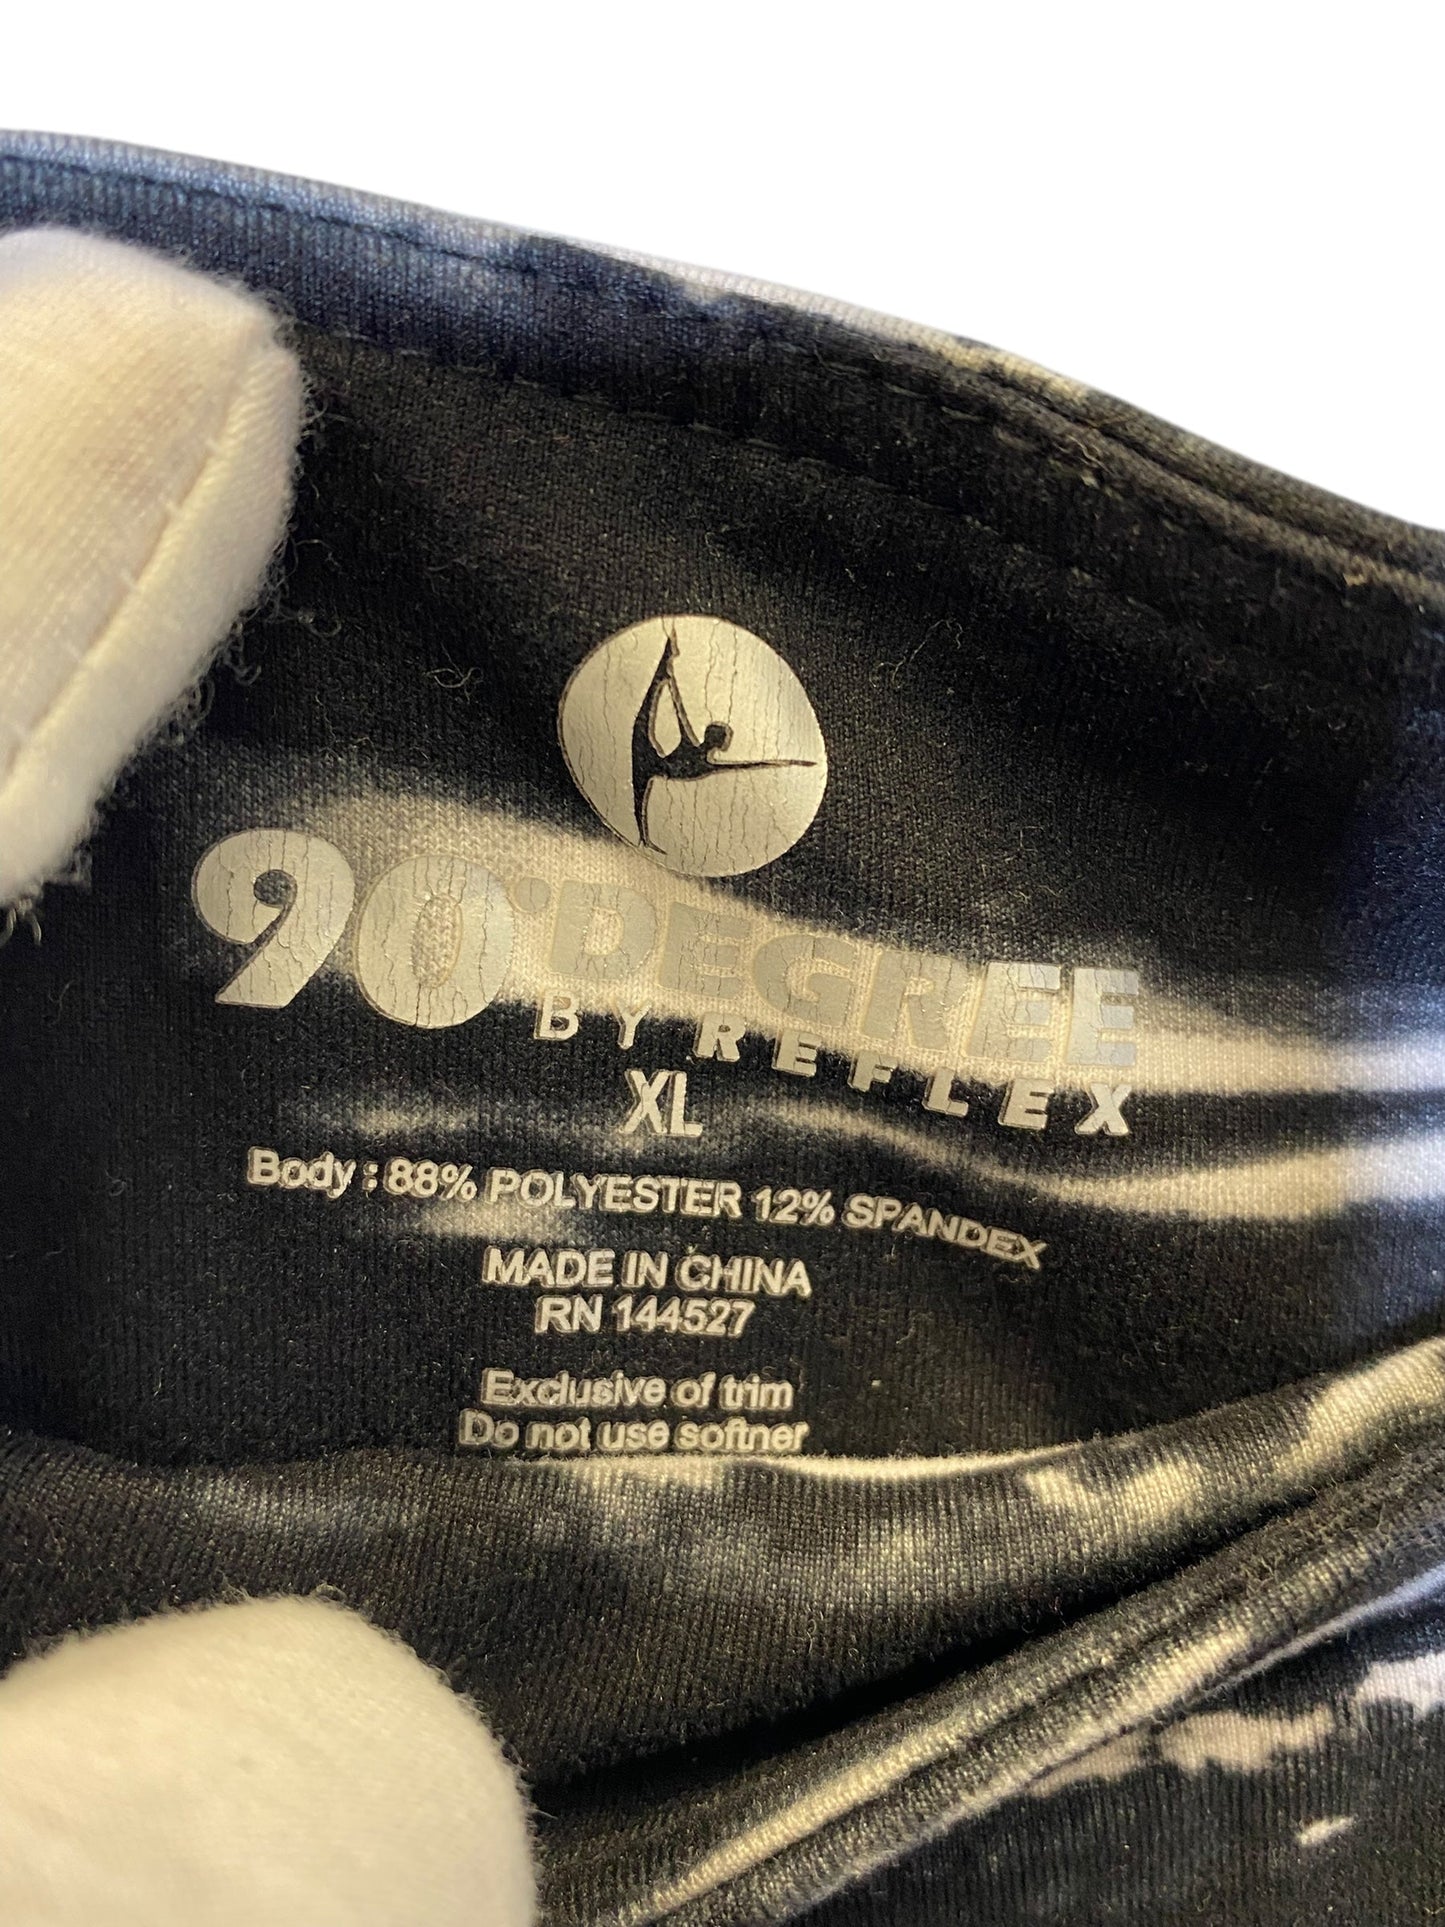 90°DEGREE
BY REFLEX
XL
Body : 88% POLYESTER 12% SPANDEX
MADE IN CHINA
RN 144527
Exclusive of trim
Do not use softner